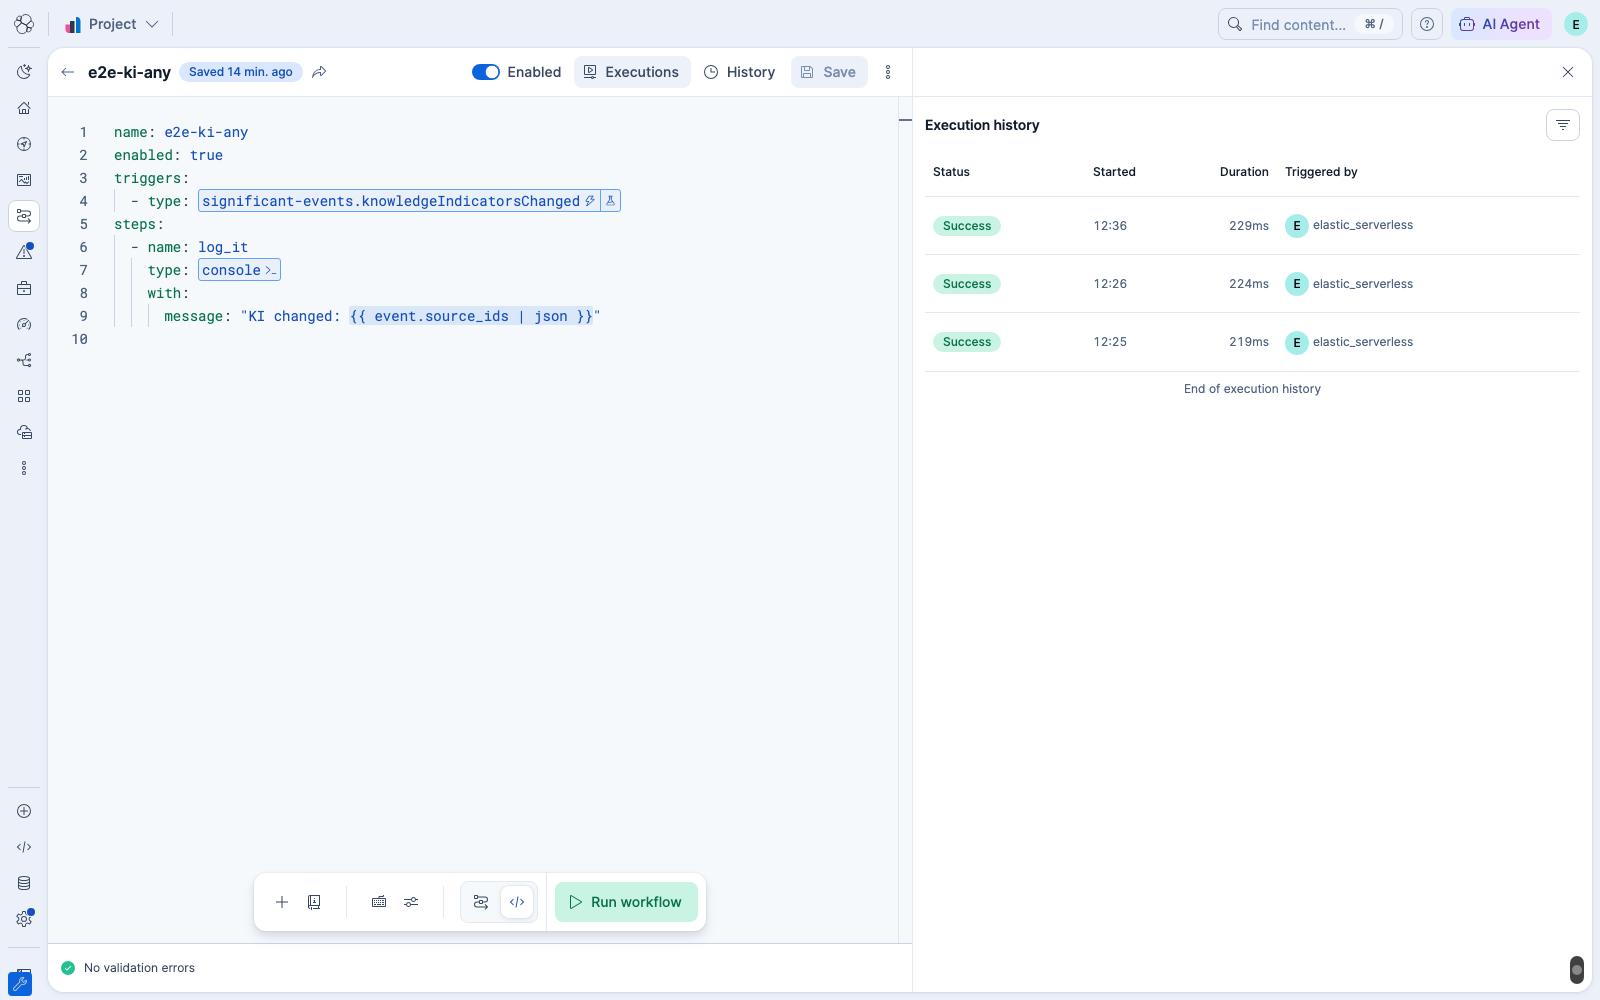 Project
Find content...
⌘ /
AI Agent
E
e2e-ki-any
Saved 14 min. ago
Enabled
Executions
History
Save
1 name: e2e-ki-any
2 enabled: true
3 triggers:
4 - type: significant-events.knowledgeIndicatorsChanged
5 steps:
6 - name: log_it
7 type: console
8 with:
9 message: "KI changed: {{ event.source_ids | json }}"
10
Run workflow
No validation errors
Execution history
Status Started Duration Triggered by
Success 12:36 229ms E elastic_serverless
Success 12:26 224ms E elastic_serverless
Success 12:25 219ms E elastic_serverless
End of execution history